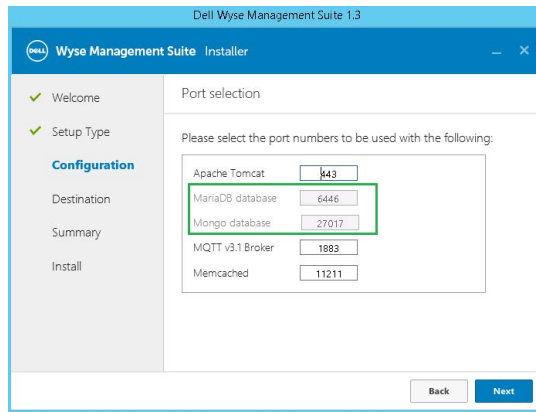 Dell Wyse Management Suite 1.3
DELL Wyse Management Suite Installer
Welcome
Port selection
Setup Type
Please select the port numbers to be used with the following:
Configuration
Apache Tomcat 443
Destination
MariaDB database 6446
Mongo database 27017
Summary
MQTT v3.1 Broker 1883
Install
Memcached 11211
Back Next